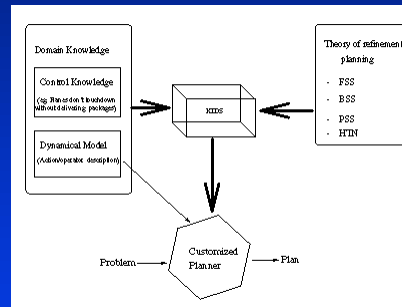 Domain Knowledge
Control Knowledge
(eg. Planes don't touchdown
without delivering packages)
Dynamical Model
(Action/operator description)
KIDS
Theory of refinement
planning
- FSS
- BSS
- PSS
- HTN
Problem
Customized
Planner
Plan